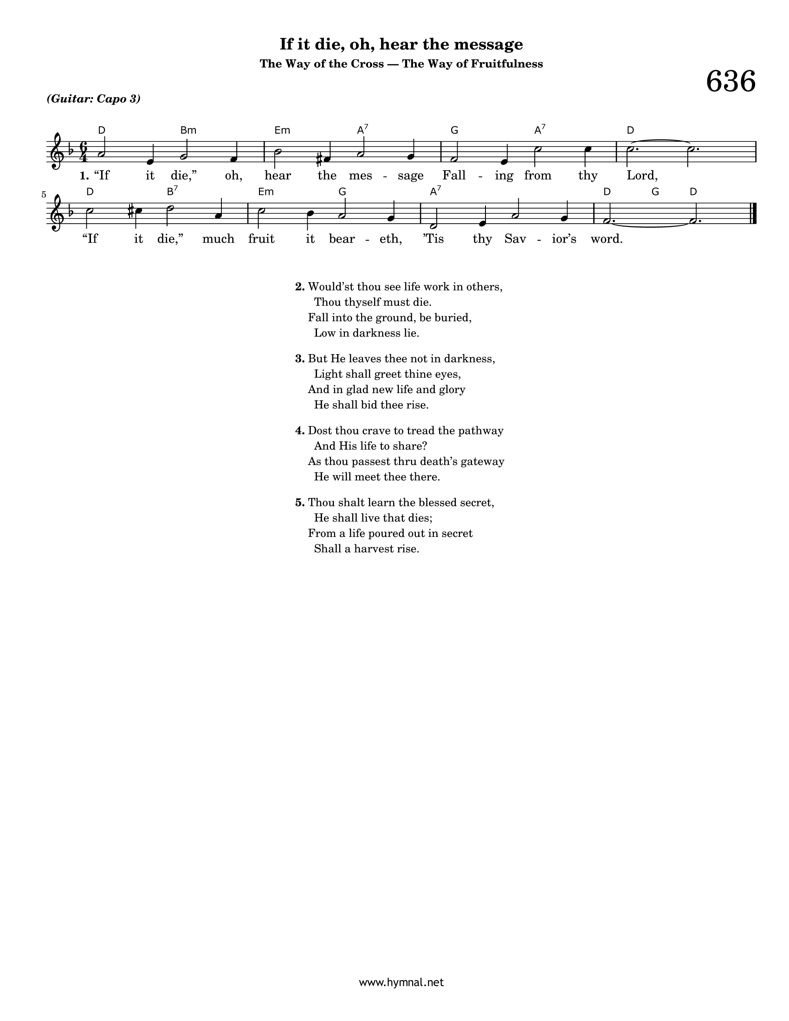 If it die, oh, hear the message
The Way of the Cross — The Way of Fruitfulness
636
(Guitar: Capo 3)
D Bm Em A7 G A7 D
6
4
1. “If it die,” oh, hear the mes - sage Fall - ing from thy Lord,
5
D B7 Em G A7 D G D
“If it die,” much fruit it bear - eth, ’Tis thy Sav - ior’s word.
2. Would’st thou see life work in others,
Thou thyself must die.
Fall into the ground, be buried,
Low in darkness lie.
3. But He leaves thee not in darkness,
Light shall greet thine eyes,
And in glad new life and glory
He shall bid thee rise.
4. Dost thou crave to tread the pathway
And His life to share?
As thou passest thru death’s gateway
He will meet thee there.
5. Thou shalt learn the blessed secret,
He shall live that dies;
From a life poured out in secret
Shall a harvest rise.
www.hymnal.net